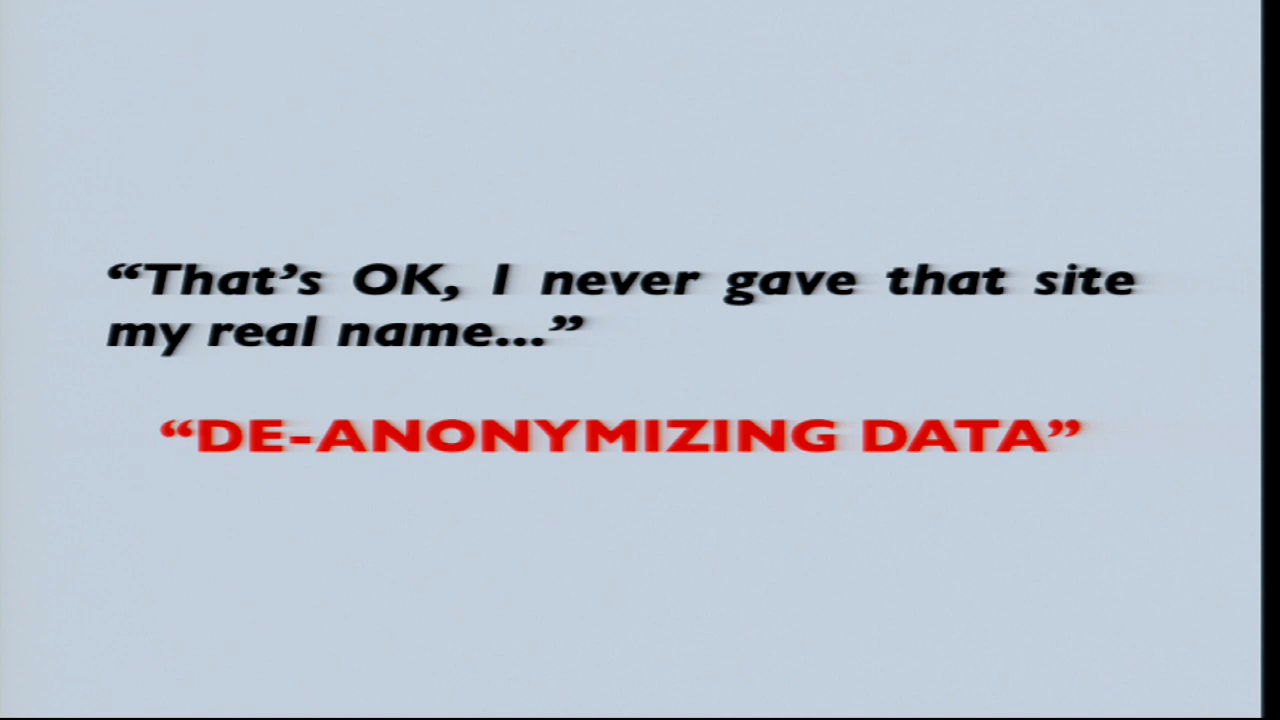 “That’s OK, I never gave that site
my real name...”
“DE-ANONYMIZING DATA”